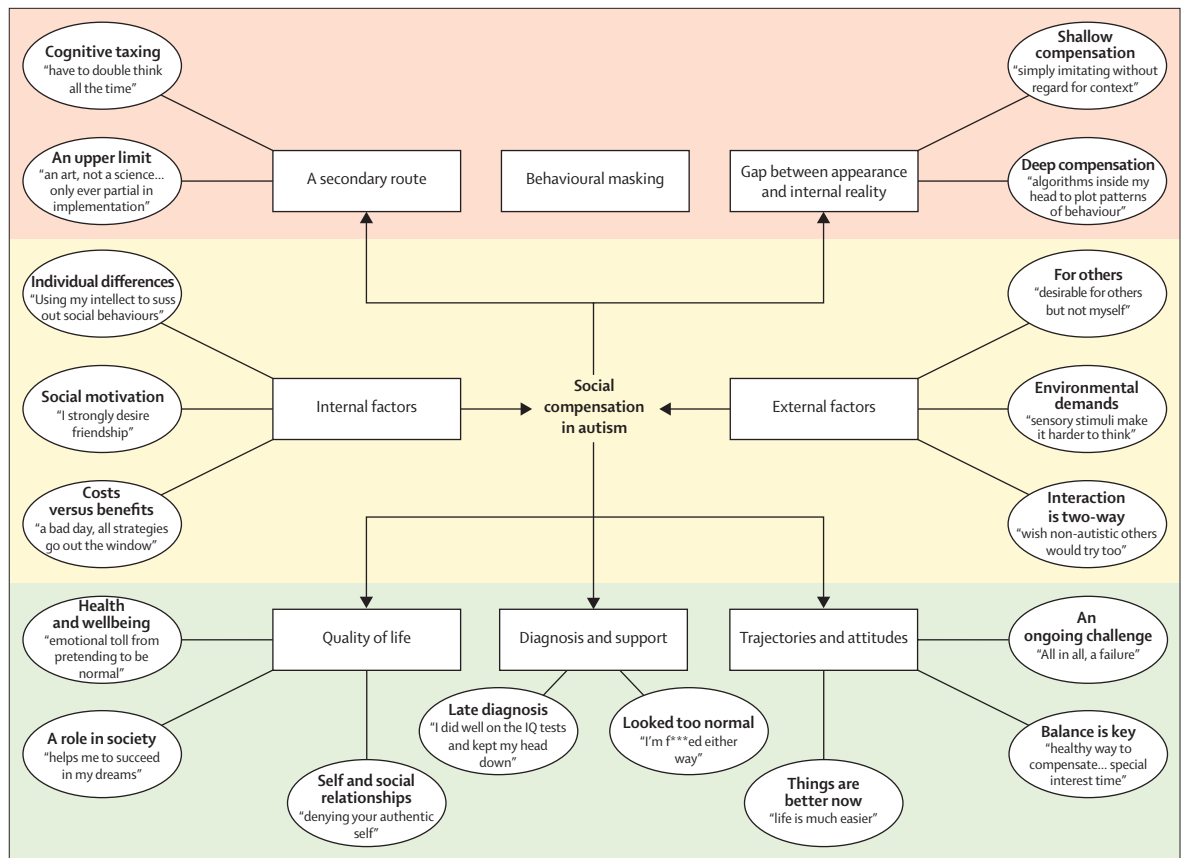 Cognitive taxing
“have to double think
all the time”
An upper limit
“an art, not a science...
only ever partial in
implementation”
A secondary route
Behavioural masking
Gap between appearance
and internal reality
Shallow
compensation
“simply imitating without
regard for context”
Deep compensation
“algorithms inside my
head to plot patterns
of behaviour”
Individual differences
“Using my intellect to suss
out social behaviours”
Social motivation
“I strongly desire
friendship”
Costs
versus benefits
“a bad day, all strategies
go out the window”
Internal factors
Social
compensation
in autism
External factors
For others
“desirable for others
but not myself”
Environmental
demands
“sensory stimuli make
it harder to think”
Interaction
is two-way
“wish non-autistic others
would try too”
Health
and wellbeing
“emotional toll from
pretending to be
normal”
A role in society
“helps me to succeed
in my dreams”
Quality of life
Self and social
relationships
“denying your authentic
self”
Diagnosis and support
Late diagnosis
“I did well on the IQ tests
and kept my head
down”
Looked too normal
“I’m f***ed either
way”
Trajectories and attitudes
Things are
better now
“life is much easier”
An
ongoing challenge
“All in all, a failure”
Balance is key
“healthy way to
compensate... special
interest time”